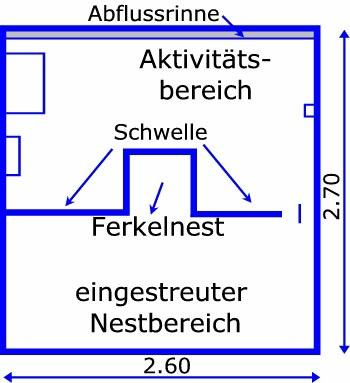 Abflussrinne
Aktivitäts-
bereich
Schwelle
Ferkelnest
2.70
eingestreuter
Nestbereich
2.60